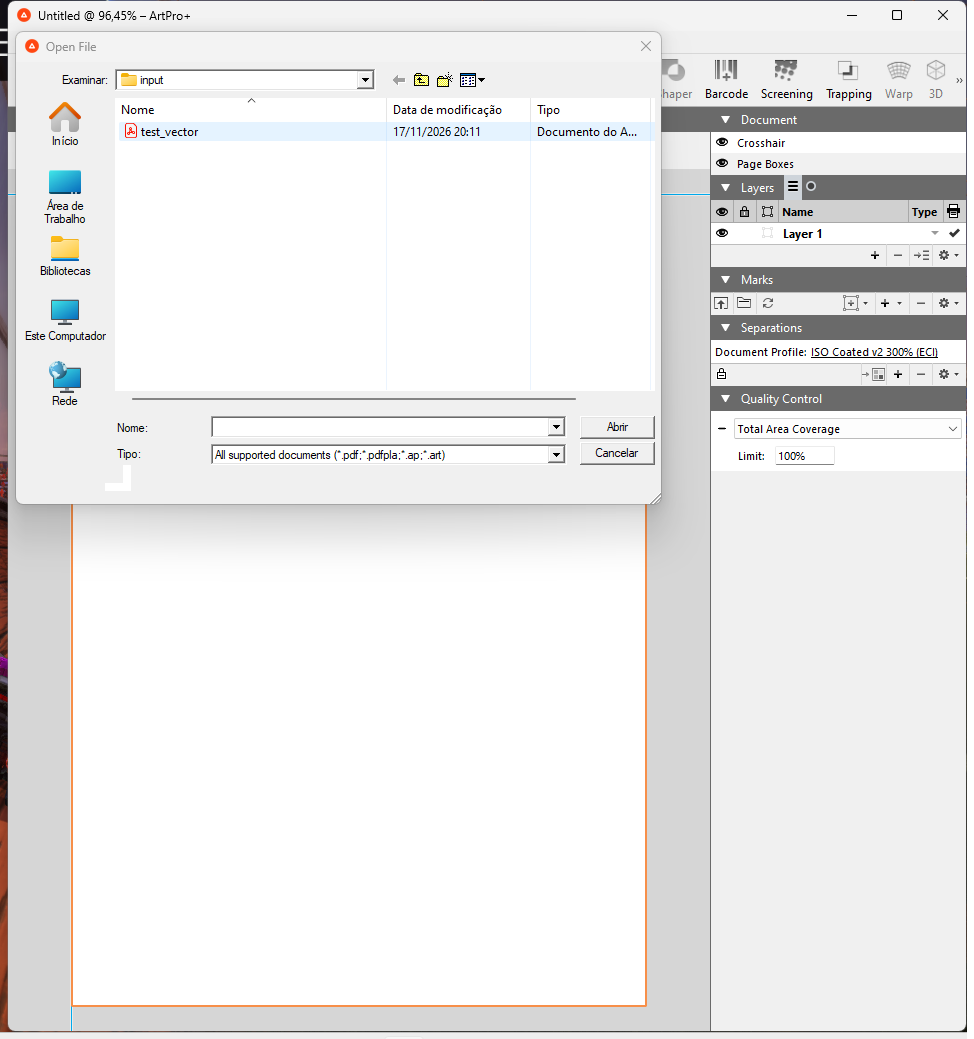 Untitled @ 96,45% – ArtPro+
Open File
Examinar: input
Nome Data de modificação Tipo
test_vector 17/11/2026 20:11 Documento do A...
Início
Área de
Trabalho
Bibliotecas
Este Computador
Rede
Nome: Abrir
Tipo: All supported documents (*.pdf;*.pdfpla;*.ap;*.art) Cancelar
Barcode Screening Trapping Warp 3D »
Document
Crosshair
Page Boxes
Layers
Name Type
Layer 1
Marks
Separations
Document Profile: ISO Coated v2 300% (ECI)
Quality Control
Total Area Coverage
Limit: 100%